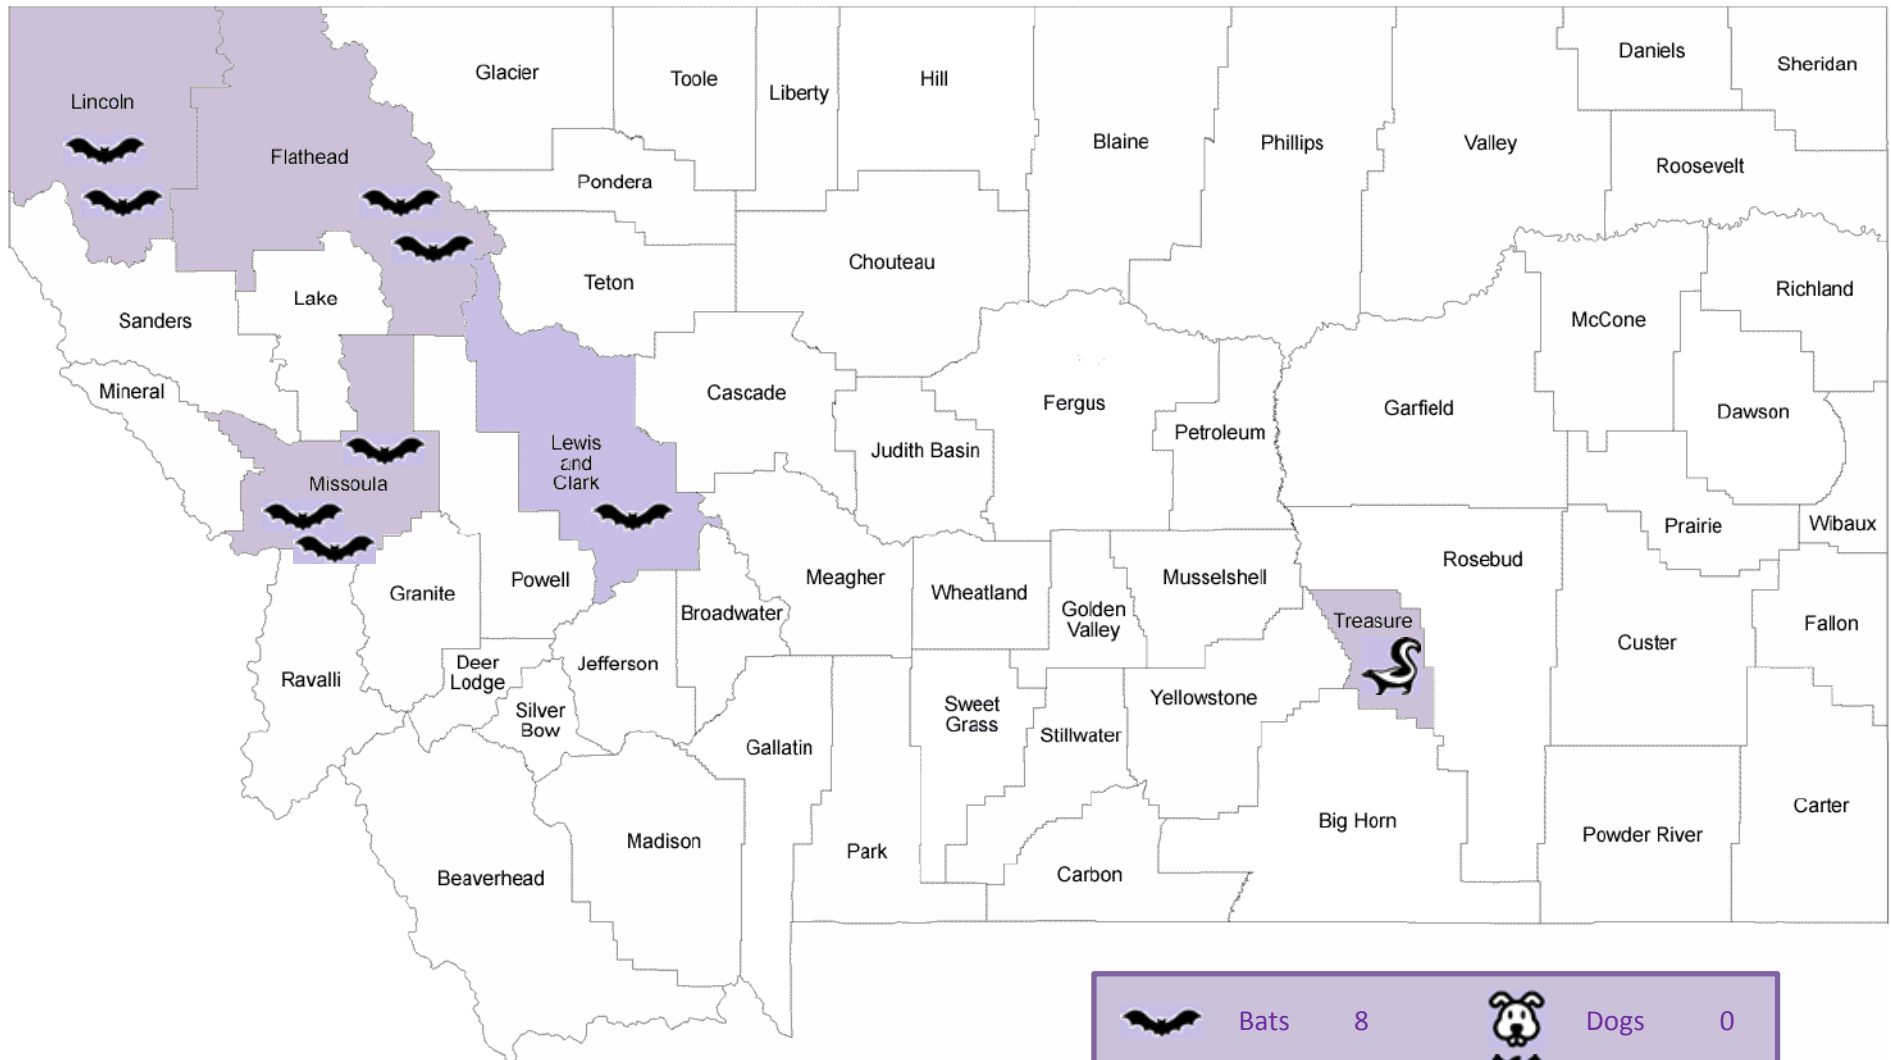 Glacier
Toole
Liberty
Hill
Blaine
Phillips
Valley
Daniels
Sheridan
Roosevelt
Lincoln
Flathead
Pondera
Teton
Chouteau
Lake
Sanders
Richland
McCone
Mineral
Cascade
Fergus
Garfield
Dawson
Petroleum
Judith Basin
Lewis
and
Clark
Missoula
Prairie
Wibaux
Rosebud
Powell
Granite
Meagher
Wheatland
Musselshell
Golden
Valley
Broadwater
Treasure
Fallon
Custer
Jefferson
Deer
Lodge
Ravalli
Silver
Bow
Sweet
Grass
Yellowstone
Stillwater
Gallatin
Carter
Big Horn
Powder River
Madison
Park
Carbon
Beaverhead
Bats 8 Dogs 0